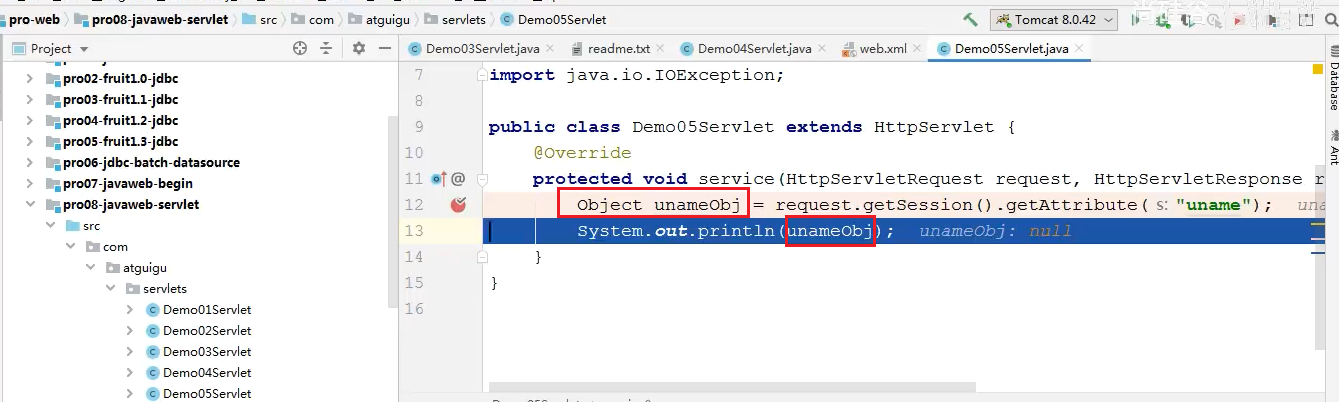 pro-web pro08-javaweb-servlet src com atguigu servlets Demo05Servlet Tomcat 8.0.42
Project Demo03Servlet.java readme.txt Demo04Servlet.java web.xml Demo05Servlet.java
pro02-fruit1.0-jdbc
pro03-fruit1.1-jdbc
pro04-fruit1.2-jdbc
pro05-fruit1.3-jdbc
pro06-jdbc-batch-datasource
pro07-javaweb-begin
pro08-javaweb-servlet
src
com
atguigu
servlets
Demo01Servlet
Demo02Servlet
Demo03Servlet
Demo04Servlet
Demo05Servlet
7 import java.io.IOException;
8
9 public class Demo05Servlet extends HttpServlet {
10 @Override
11 @ protected void service(HttpServletRequest request, HttpServletResponse r
12 Object unameObj = request.getSession().getAttribute( s: "uname"); una
13 System.out.println(unameObj); unameObj: null
14 }
15 }
16
Database
Ant